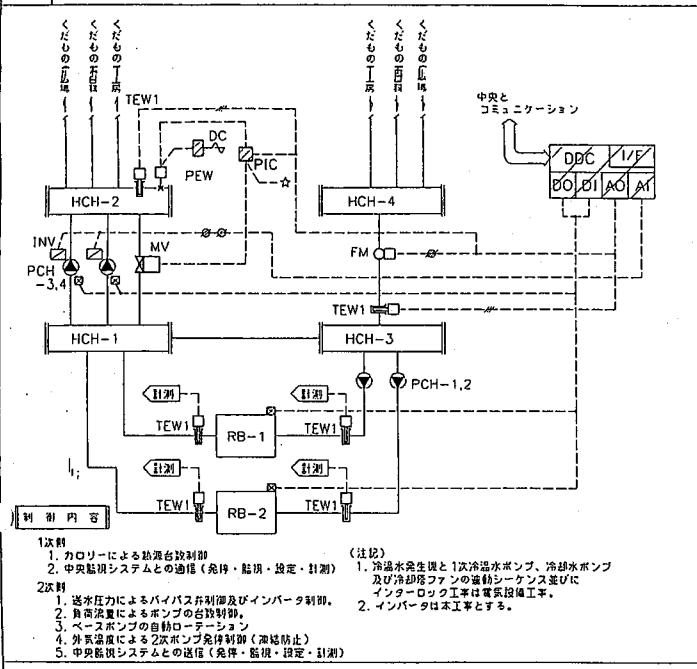 くだもの広場
くだもの百科
くだもの工房
くだもの工房
くだもの百科
くだもの広場
TEW1
DC
PEW
PIC
中央と
コミュニケーション
DDC
I/F
DO
DI
AO
AI
HCH-2
HCH-4
INV
MV
FM
PCH
-3,4
TEW1
HCH-1
HCH-3
PCH-1,2
計測
計測
TEW1
RB-1
TEW1
計測
計測
TEW1
RB-2
TEW1
制御内容
1次側
1. カロリーによる熱源台数制御
2. 中央監視システムとの通信(発停・監視・設定・計測)
2次側
1. 送水圧力によるバイパス弁制御及びインバータ制御。
2. 負荷流量によるポンプの台数制御。
3. ベースポンプの自動ローテーション
4. 外気温度による2次ポンプ発停制御(凍結防止)
5. 中央監視システムとの送信(発停・監視・設定・計測)
(注記)
1. 冷温水発生機と1次冷温水ポンプ、冷却水ポンプ
及び冷却塔ファンの連動シーケンス並びに
インターロック工事は電気設備工事。
2. インバータは本工事とする。